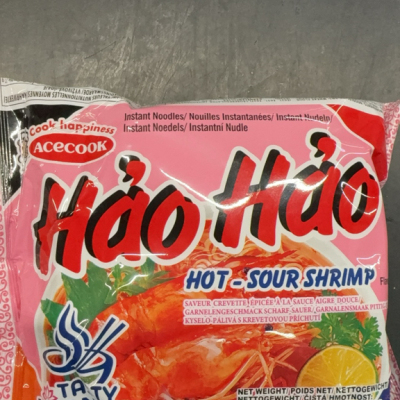 Cook happiness
ACECOOK
Instant Noodles/ Nouilles Instantanées/ Instant Nudeln/
Instant Noedels/ Instantní Nudle
Hảo Hảo
HOT - SOUR SHRIMP
SAVEUR CREVETTE ÉPICÉE À LA SAUCE AIGRE DOUCE
GARNELENGESCHMACK SCHARF-SAUER/ GARNALENSMAAK
KYSELO-PÁLIVÁ S KREVETOVOU PŘÍCHUTÍ
NET WEIGHT/ POIDS NET/ NETTOGEWICHT
NETTOGEWICHT/ ČISTÁ HMOTNOST